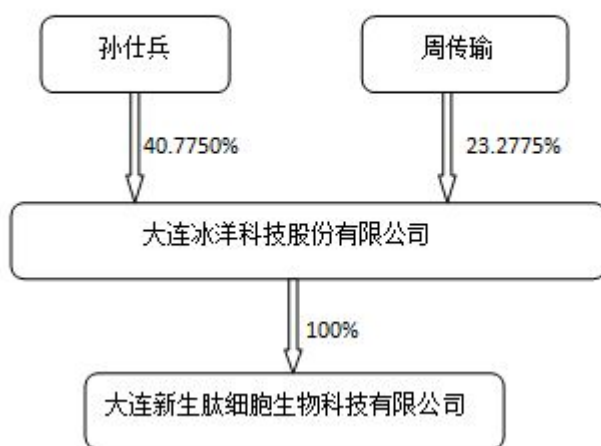 孙仕兵
周传瑜
40.7750%
23.2775%
大连冰洋科技股份有限公司
100%
大连新生肽细胞生物科技有限公司